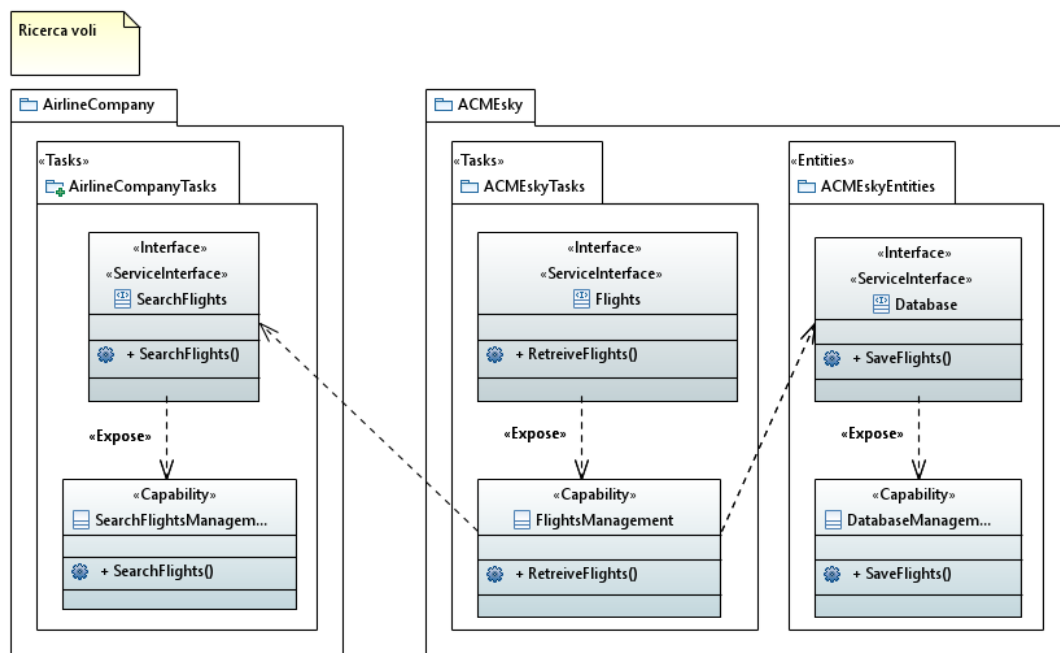 Ricerca voli
AirlineCompany
«Tasks»
AirlineCompanyTasks
«Interface»
«ServiceInterface»
SearchFlights
+ SearchFlights()
«Expose»
«Capability»
SearchFlightsManagem...
+ SearchFlights()
ACMEsky
«Tasks»
ACMEskyTasks
«Interface»
«ServiceInterface»
Flights
+ RetreiveFlights()
«Expose»
«Capability»
FlightsManagement
+ RetreiveFlights()
«Entities»
ACMEskyEntities
«Interface»
«ServiceInterface»
Database
+ SaveFlights()
«Expose»
«Capability»
DatabaseManagem...
+ SaveFlights()